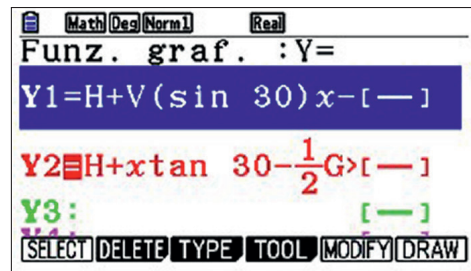 Math Deg Norm1 Real
Funz. graf. :Y=
Y1=H+V(sin 30)x-[—]
Y2=H+xtan 30-½G>[—]
Y3: [—]
SELECT DELETE TYPE TOOL MODIFY DRAW